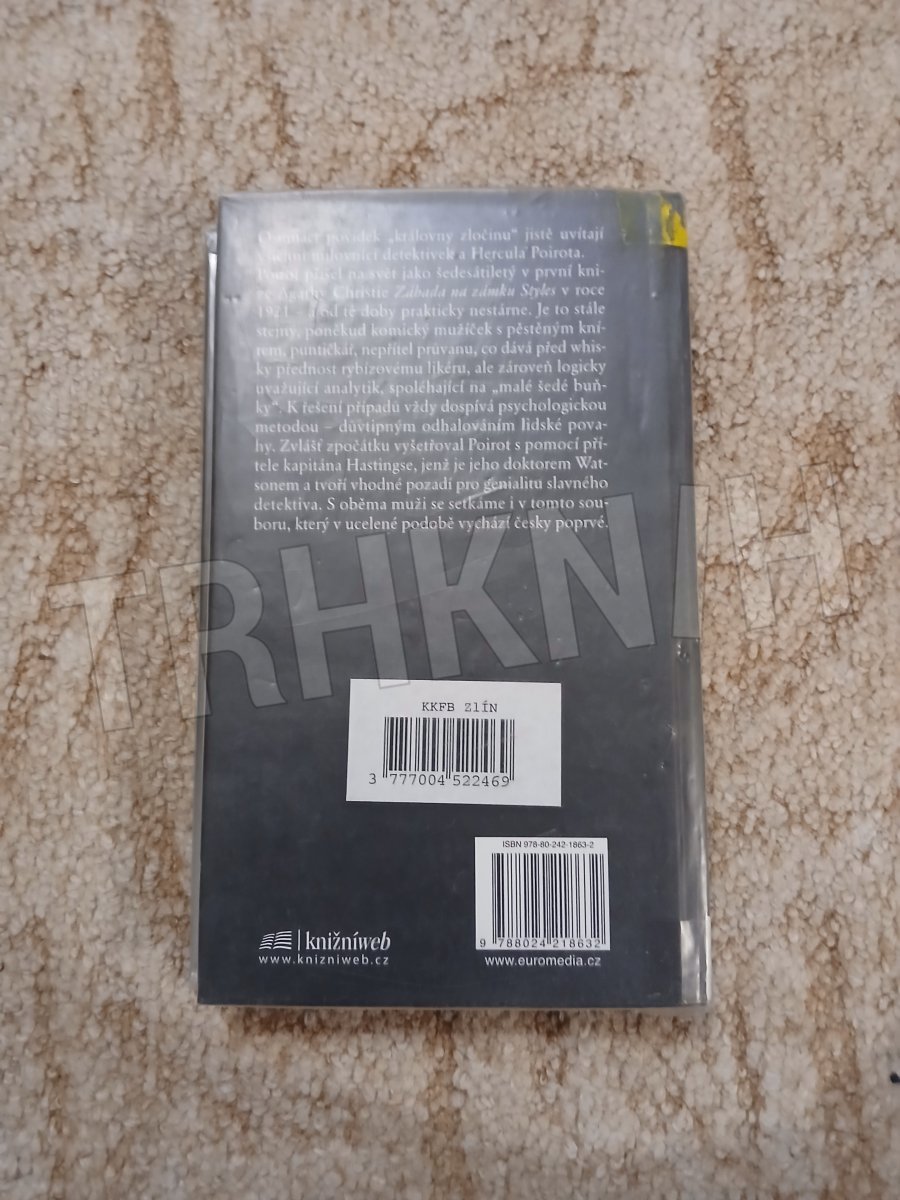 Osmnáct povídek „královny zločinu“ jistě uvítají
všichni milovníci detektivek a Hercula Poirota.
Poirot přišel na svět jako šedesátiletý v první kni-
ze Agathy Christie Záhada na zámku Styles v roce
1921 – a od té doby prakticky nestárne. Je to stále
stejný, poněkud komický mužíček s pěstěným kní-
rem, puntičkář, nepřítel průvanu, co dává před whis-
ky přednost rybízovému likéru, ale zároveň logicky
uvažující analytik, spoléhající na „malé šedé buň-
ky“. K řešení případu vždy dospívá psychologickou
metodou – důvtipným odhalováním lidské pova-
hy. Zvlášť zpočátku vyšetřoval Poirot s pomocí pří-
tele kapitána Hastingse, jenž je jeho doktorem Wat-
sonem a tvoří vhodné pozadí pro genialitu slavného
detektiva. S oběma muži se setkáme i v tomto sou-
boru, který v ucelené podobě vychází česky poprvé.
TRHKNIH
KKFB ZlÍN
3 777004 522469
ISBN 978-80-242-1863-2
9 788024 218632
www.euromedia.cz
knižníweb
www.knizniweb.cz